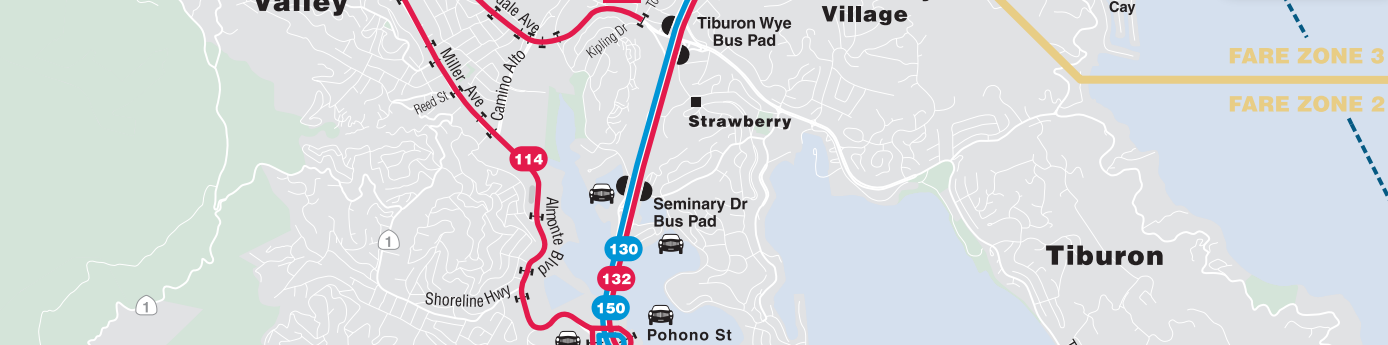 Valley
gale Ave
Kipling Dr
Tiburon Wye
Bus Pad
Village
Cay
FARE ZONE 3
FARE ZONE 2
Miller Ave
Camino Alto
Reed St
Strawberry
114
Almonte Blvd
Seminary Dr
Bus Pad
1
130
Tiburon
132
Shoreline Hwy
1
150
Pohono St